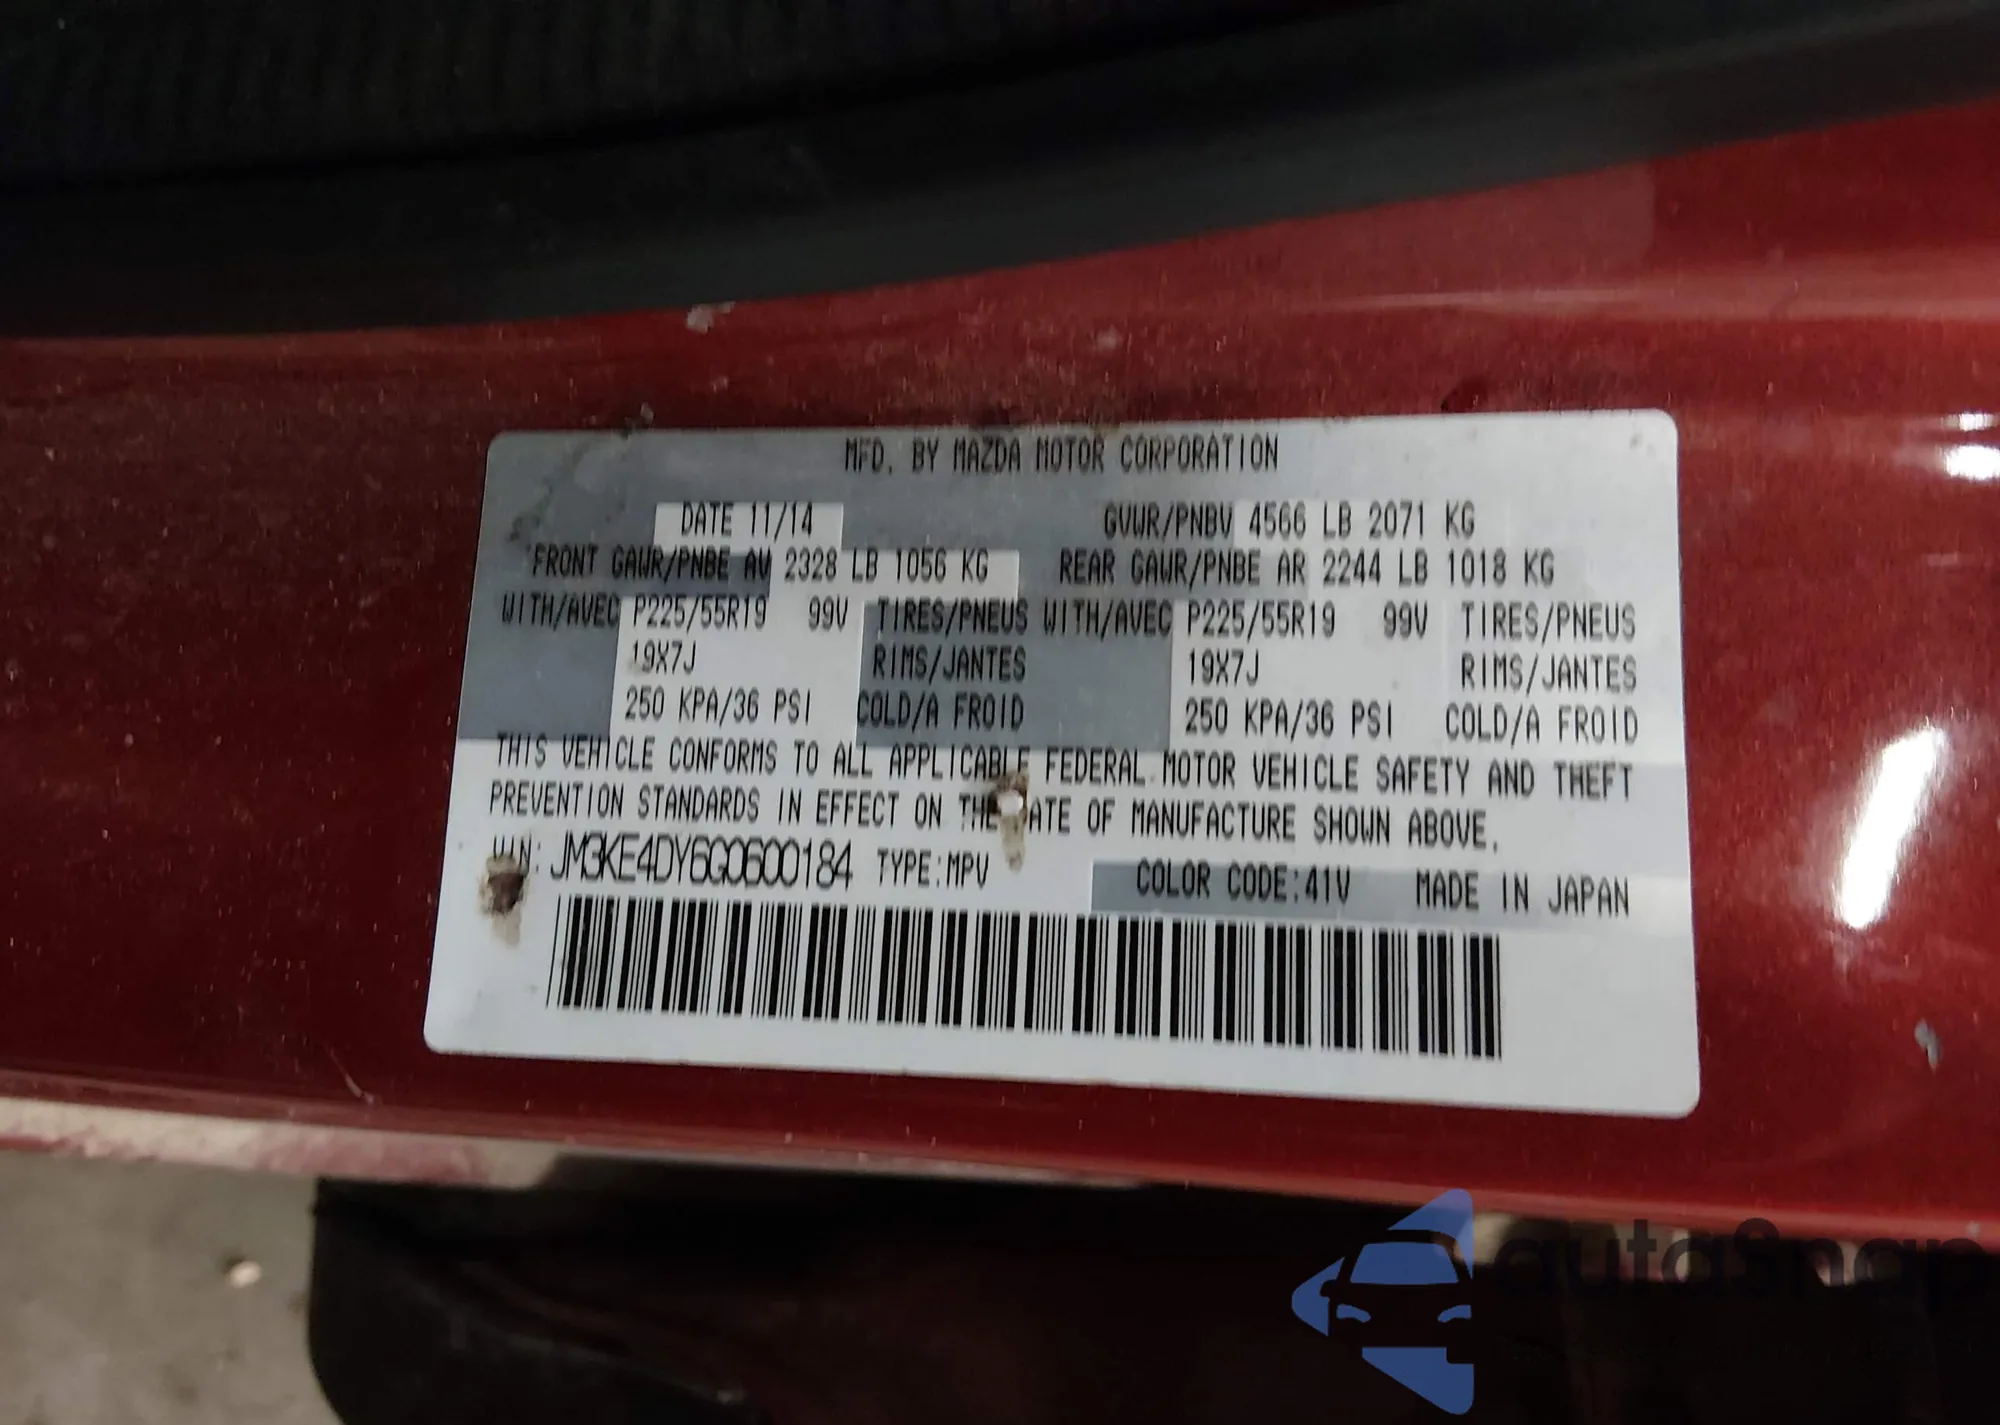 MFD. BY MAZDA MOTOR CORPORATION
DATE 11/14 GVWR/PNBV 4566 LB 2071 KG
FRONT GAWR/PNBE AV 2328 LB 1056 KG REAR GAWR/PNBE AR 2244 LB 1018 KG
WITH/AVEC P225/55R19 99V TIRES/PNEUS WITH/AVEC P225/55R19 99V TIRES/PNEUS
19X7J RIMS/JANTES 19X7J RIMS/JANTES
250 KPA/36 PSI COLD/A FROID 250 KPA/36 PSI COLD/A FROID
THIS VEHICLE CONFORMS TO ALL APPLICABLE FEDERAL MOTOR VEHICLE SAFETY AND THEFT
PREVENTION STANDARDS IN EFFECT ON THE DATE OF MANUFACTURE SHOWN ABOVE.
VIN: JM3KE4DY6G0600184 TYPE:MPV COLOR CODE:41V MADE IN JAPAN
autoSnap